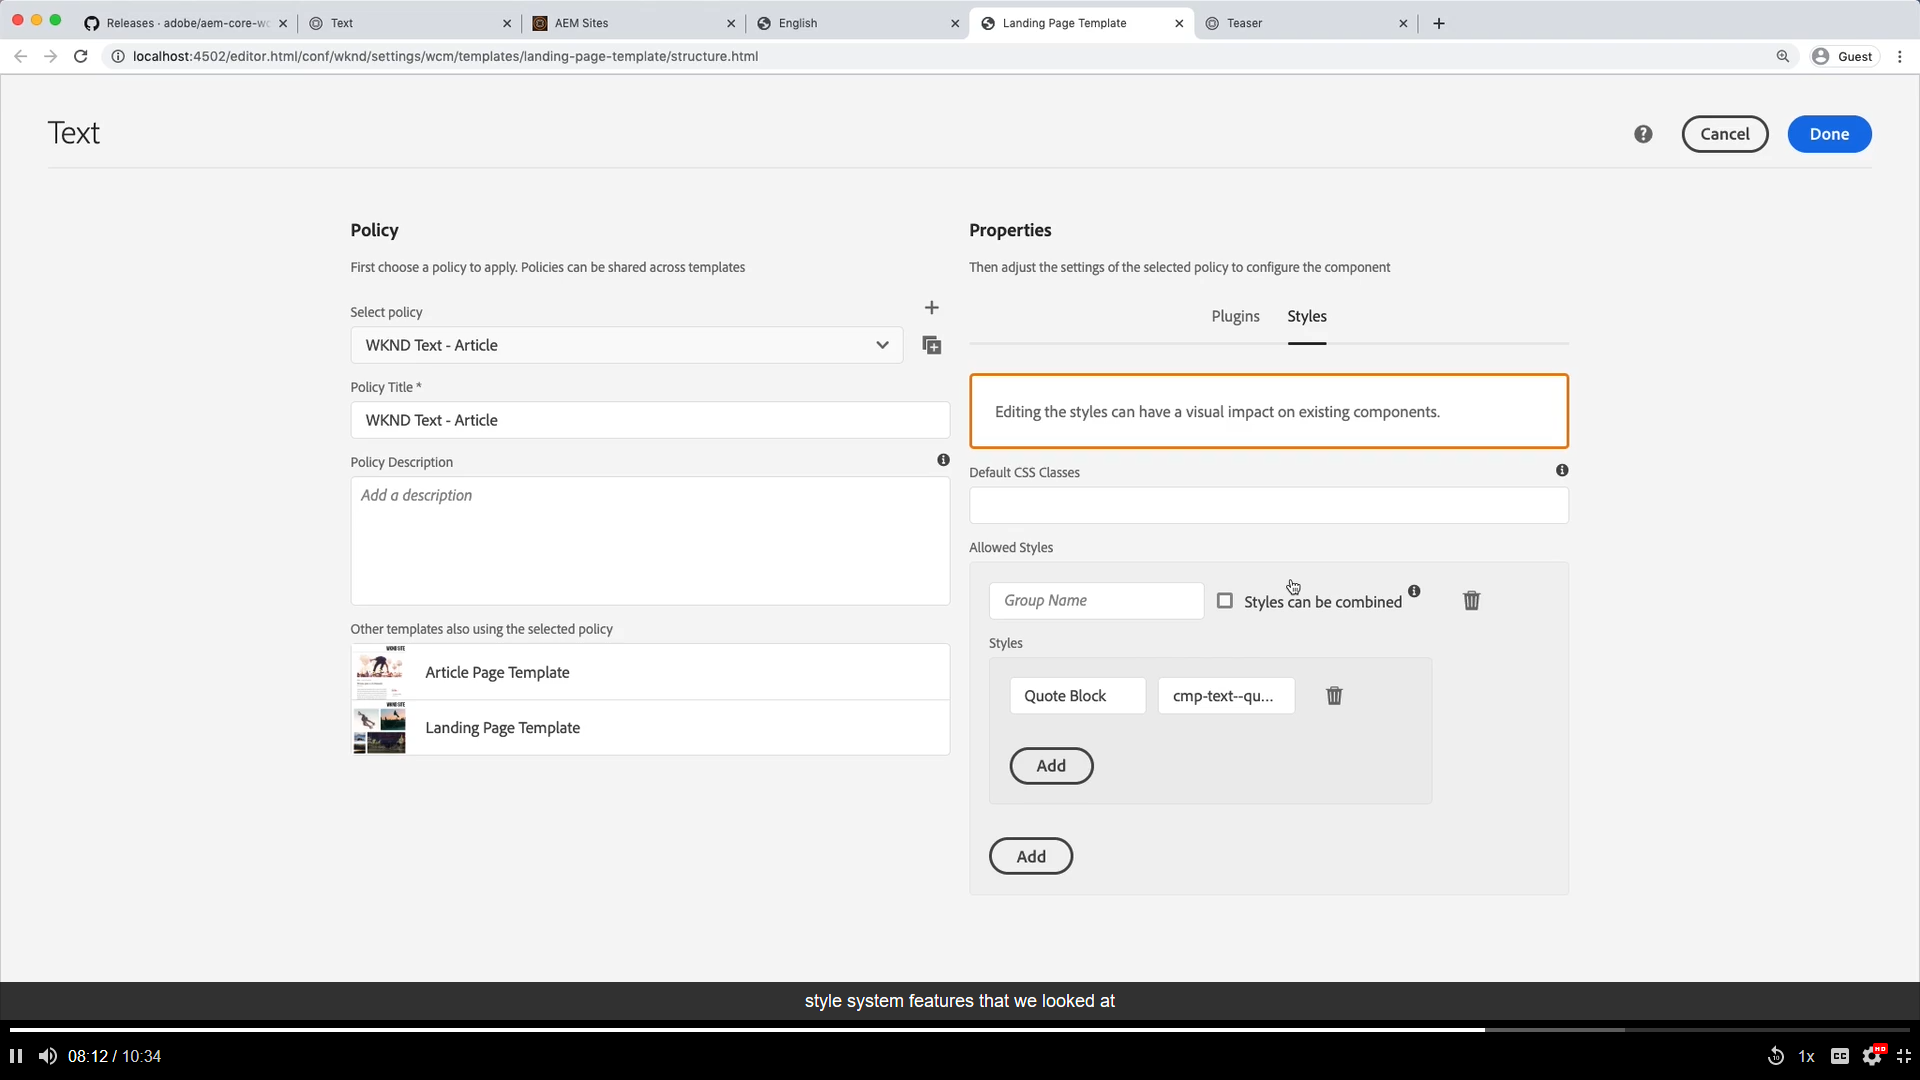 Releases · adobe/aem-core-wc
Text
AEM Sites
English
Landing Page Template
Teaser
localhost:4502/editor.html/conf/wknd/settings/wcm/templates/landing-page-template/structure.html
Guest
Text
Cancel
Done
Policy
First choose a policy to apply. Policies can be shared across templates
Select policy
WKND Text - Article
Policy Title *
WKND Text - Article
Policy Description
Add a description
Other templates also using the selected policy
Article Page Template
Landing Page Template
Properties
Then adjust the settings of the selected policy to configure the component
Plugins
Styles
Editing the styles can have a visual impact on existing components.
Default CSS Classes
Allowed Styles
Group Name
Styles can be combined
Styles
Quote Block
cmp-text--qu...
Add
Add
style system features that we looked at
08:12 / 10:34
10
1x
CC
HD